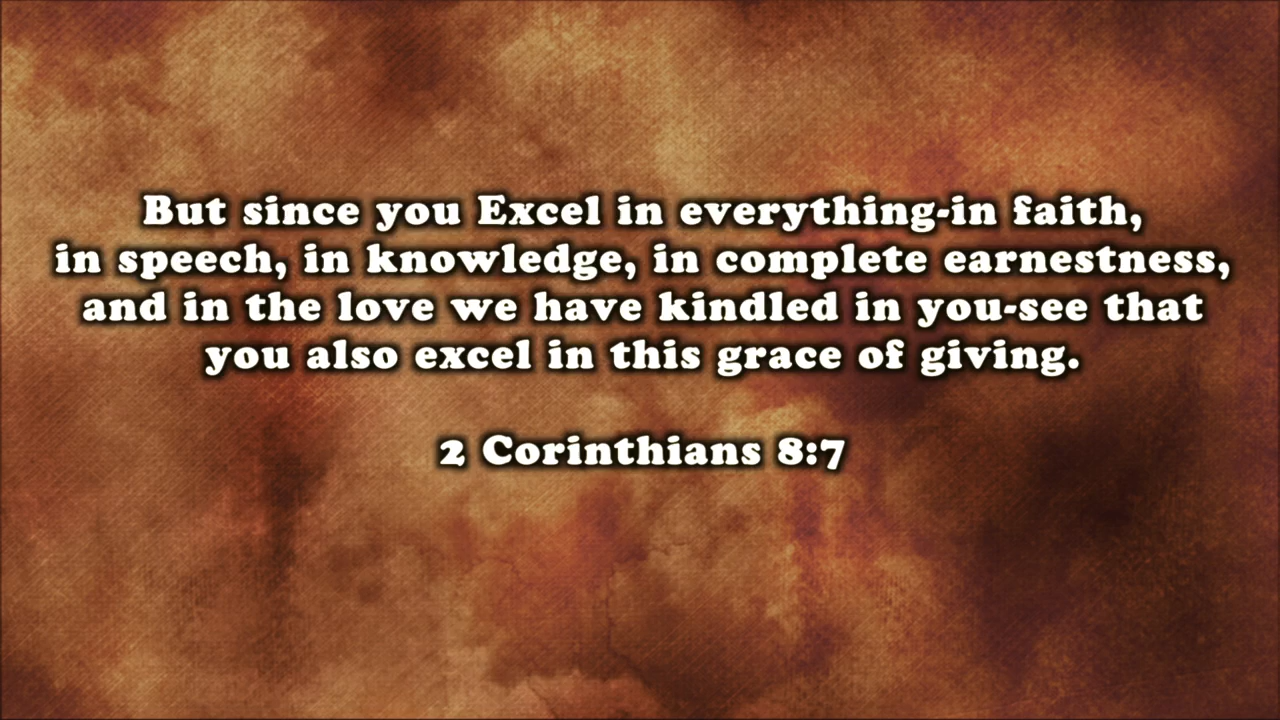 But since you Excel in everything-in faith,
in speech, in knowledge, in complete earnestness,
and in the love we have kindled in you-see that
you also excel in this grace of giving.
2 Corinthians 8:7